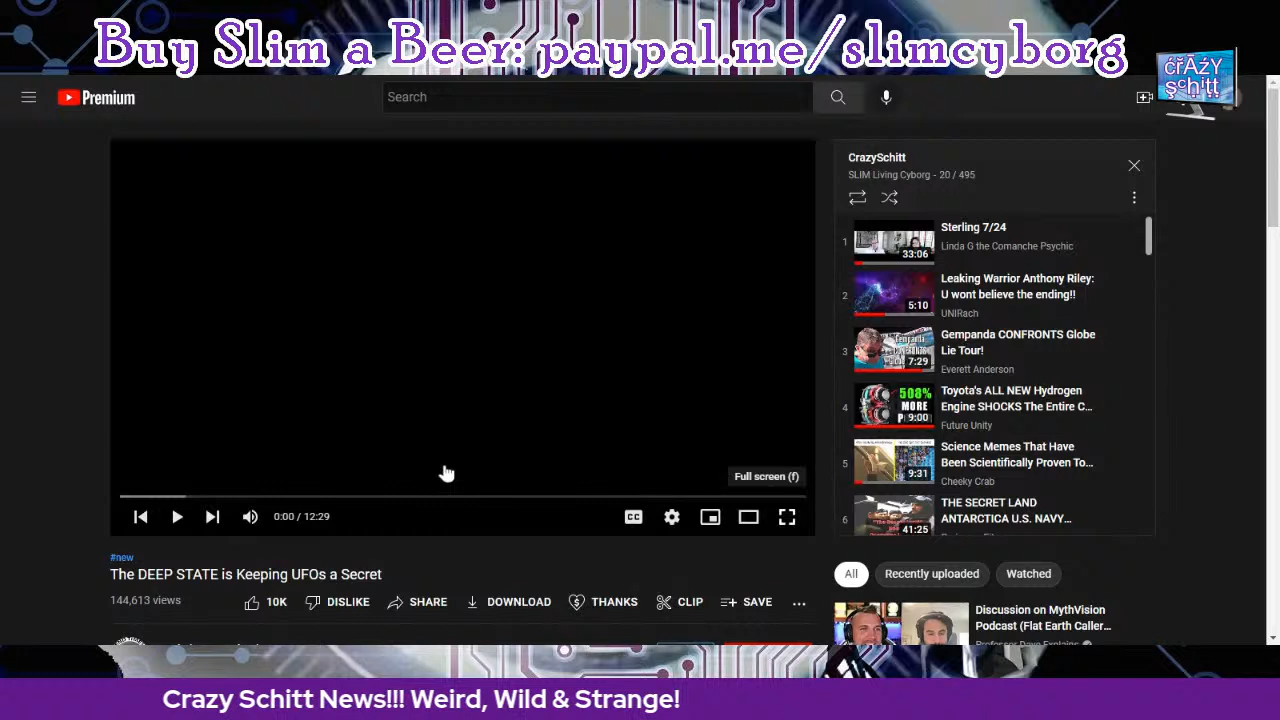 Buy Slim a Beer: paypal.me/slimcyborg
Premium
Search
Full screen (f)
CC
0:00 / 12:29
#new
The DEEP STATE is Keeping UFOs a Secret
144,613 views
10K
DISLIKE
SHARE
DOWNLOAD
THANKS
CLIP
SAVE
CrazySchitt
SLIM Living Cyborg - 20 / 495
1
33:06
Sterling 7/24
Linda G the Comanche Psychic
2
5:10
Leaking Warrior Anthony Riley:
U wont believe the ending!!
UNIRach
3
7:29
Gempanda CONFRONTS Globe
Lie Tour!
Everett Anderson
4
508%
MORE
9:00
Toyota's ALL NEW Hydrogen
Engine SHOCKS The Entire C...
Future Unity
5
9:31
Science Memes That Have
Been Scientifically Proven To...
Cheeky Crab
6
41:25
THE SECRET LAND
ANTARCTICA U.S. NAVY...
All
Recently uploaded
Watched
Discussion on MythVision
Podcast (Flat Earth Caller...
Professor Dave Explains
Crazy Schitt News!!! Weird, Wild & Strange!